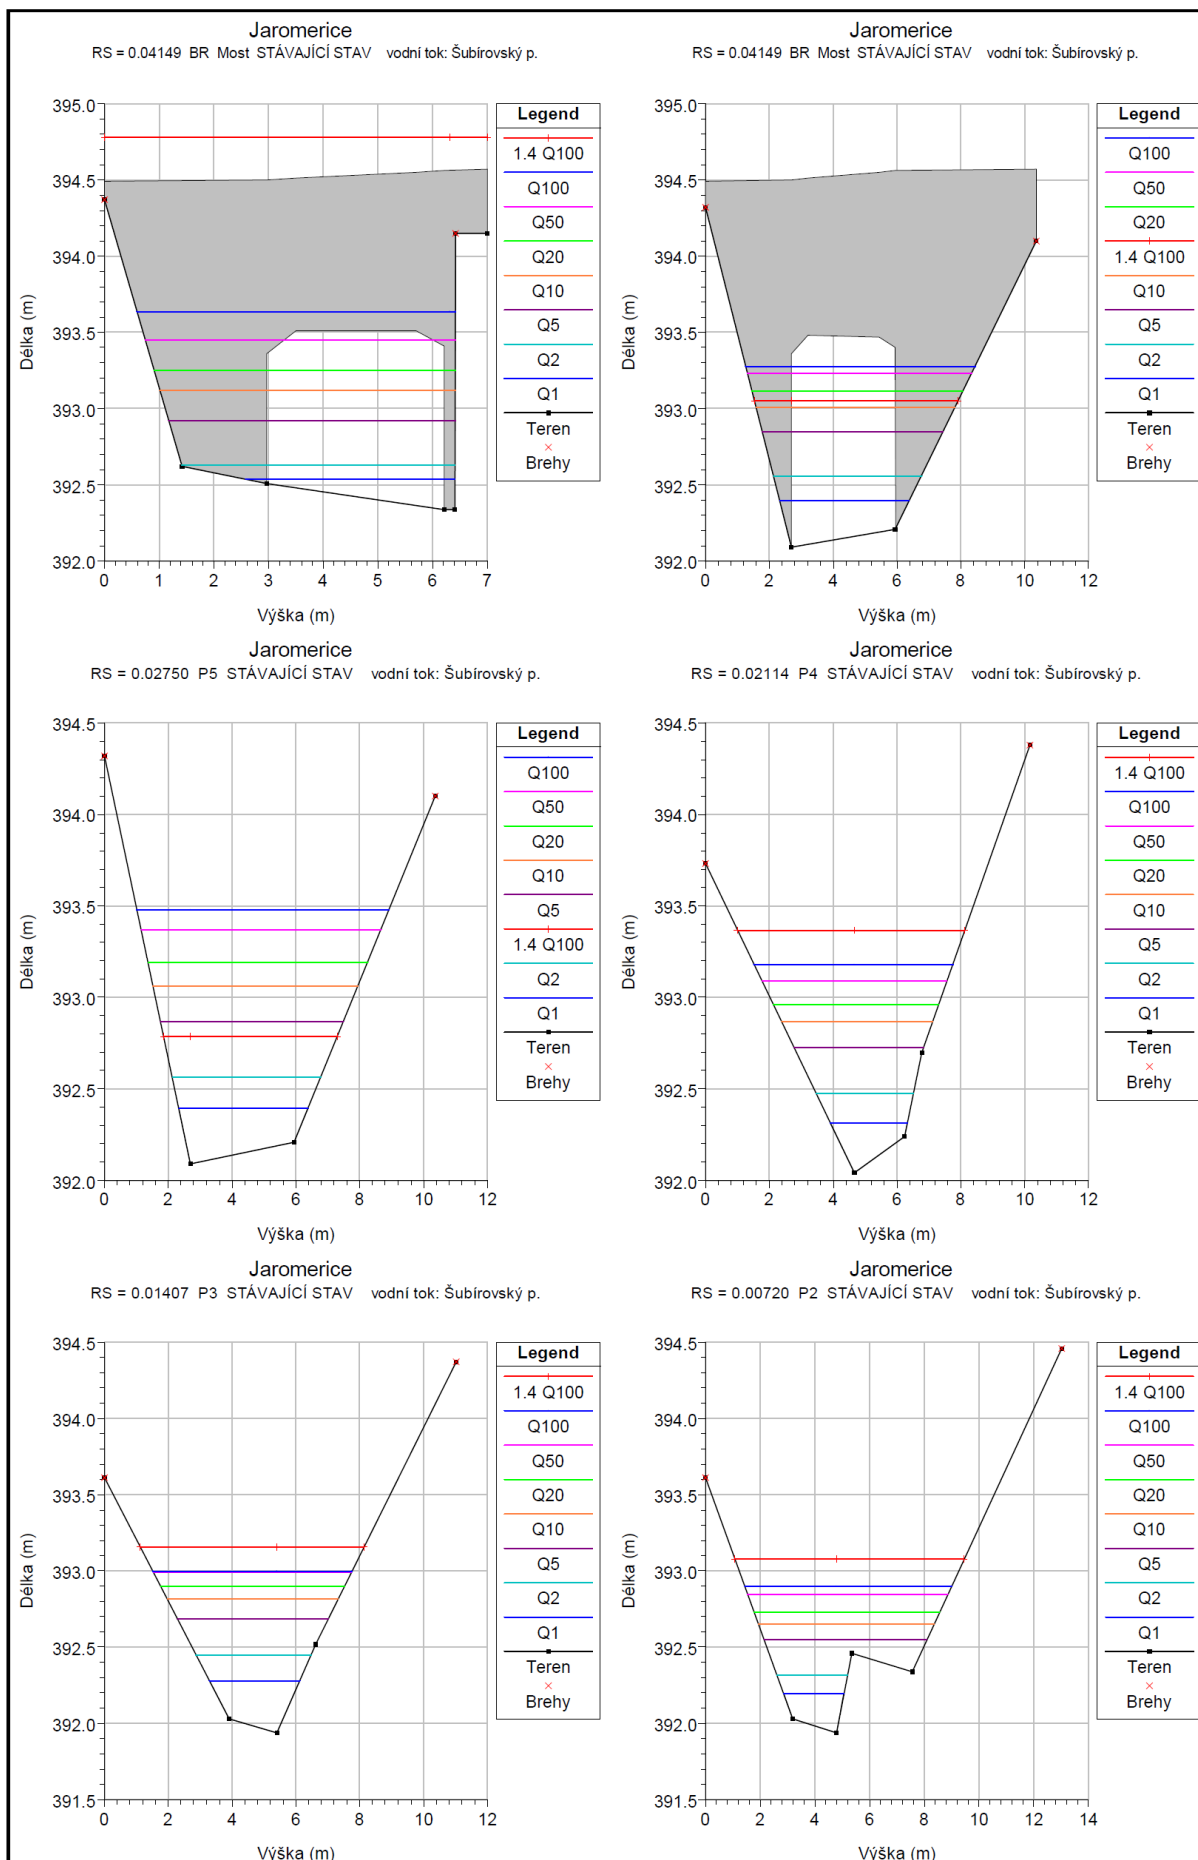 Jaromerice
RS = 0.04149 BR Most STÁVAJÍCÍ STAV vodní tok: Šubírovský p.
395.0
394.5
394.0
393.5
393.0
392.5
392.0
Délka (m)
0 1 2 3 4 5 6 7
Výška (m)
Legend
1.4 Q100
Q100
Q50
Q20
Q10
Q5
Q2
Q1
Teren
Brehy
Jaromerice
RS = 0.04149 BR Most STÁVAJÍCÍ STAV vodní tok: Šubírovský p.
395.0
394.5
394.0
393.5
393.0
392.5
392.0
Délka (m)
0 2 4 6 8 10 12
Výška (m)
Legend
Q100
Q50
Q20
1.4 Q100
Q10
Q5
Q2
Q1
Teren
Brehy
Jaromerice
RS = 0.02750 P5 STÁVAJÍCÍ STAV vodní tok: Šubírovský p.
394.5
394.0
393.5
393.0
392.5
392.0
Délka (m)
0 2 4 6 8 10 12
Výška (m)
Legend
Q100
Q50
Q20
Q10
Q5
1.4 Q100
Q2
Q1
Teren
Brehy
Jaromerice
RS = 0.02114 P4 STÁVAJÍCÍ STAV vodní tok: Šubírovský p.
394.5
394.0
393.5
393.0
392.5
392.0
Délka (m)
0 2 4 6 8 10 12
Výška (m)
Legend
1.4 Q100
Q100
Q50
Q20
Q10
Q5
Q2
Q1
Teren
Brehy
Jaromerice
RS = 0.01407 P3 STÁVAJÍCÍ STAV vodní tok: Šubírovský p.
394.5
394.0
393.5
393.0
392.5
392.0
391.5
Délka (m)
0 2 4 6 8 10 12
Výška (m)
Legend
1.4 Q100
Q100
Q50
Q20
Q10
Q5
Q2
Q1
Teren
Brehy
Jaromerice
RS = 0.00720 P2 STÁVAJÍCÍ STAV vodní tok: Šubírovský p.
394.5
394.0
393.5
393.0
392.5
392.0
391.5
Délka (m)
0 2 4 6 8 10 12 14
Výška (m)
Legend
1.4 Q100
Q100
Q50
Q20
Q10
Q5
Q2
Q1
Teren
Brehy